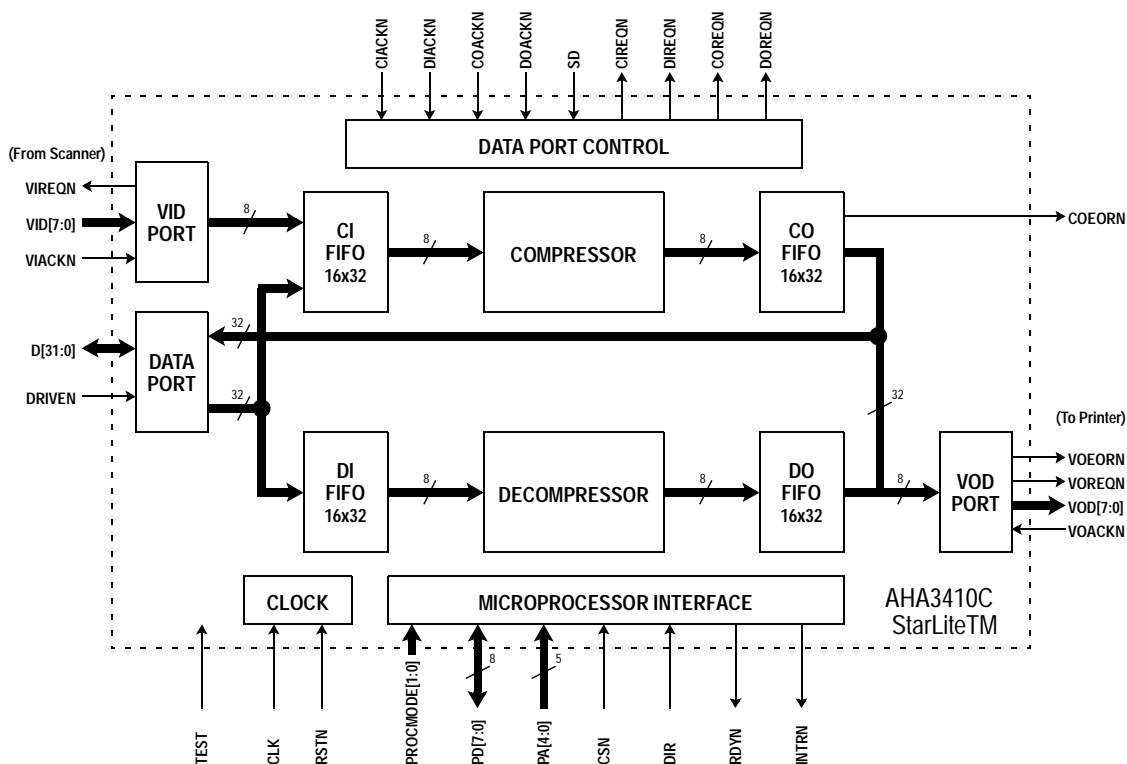 CIACKN
DIACKN
COACKN
DOACKN
SD
CIREQN
DIREQN
COREQN
DOREQN
DATA PORT CONTROL
(From Scanner)
VIREQN
VID[7:0]
VIACKN
VID
PORT
8
CI
FIFO
16x32
8
COMPRESSOR
8
CO
FIFO
16x32
COEORN
D[31:0]
DRIVEN
DATA
PORT
32
32
32
DI
FIFO
16x32
8
DECOMPRESSOR
8
DO
FIFO
16x32
8
VOD
PORT
(To Printer)
VOEORN
VOREQN
VOD[7:0]
VOACKN
CLOCK
MICROPROCESSOR INTERFACE
AHA3410C
StarLiteTM
TEST
CLK
RSTN
PROCMODE[1:0]
PD[7:0]
8
PA[4:0]
5
CSN
DIR
RDYN
INTRN